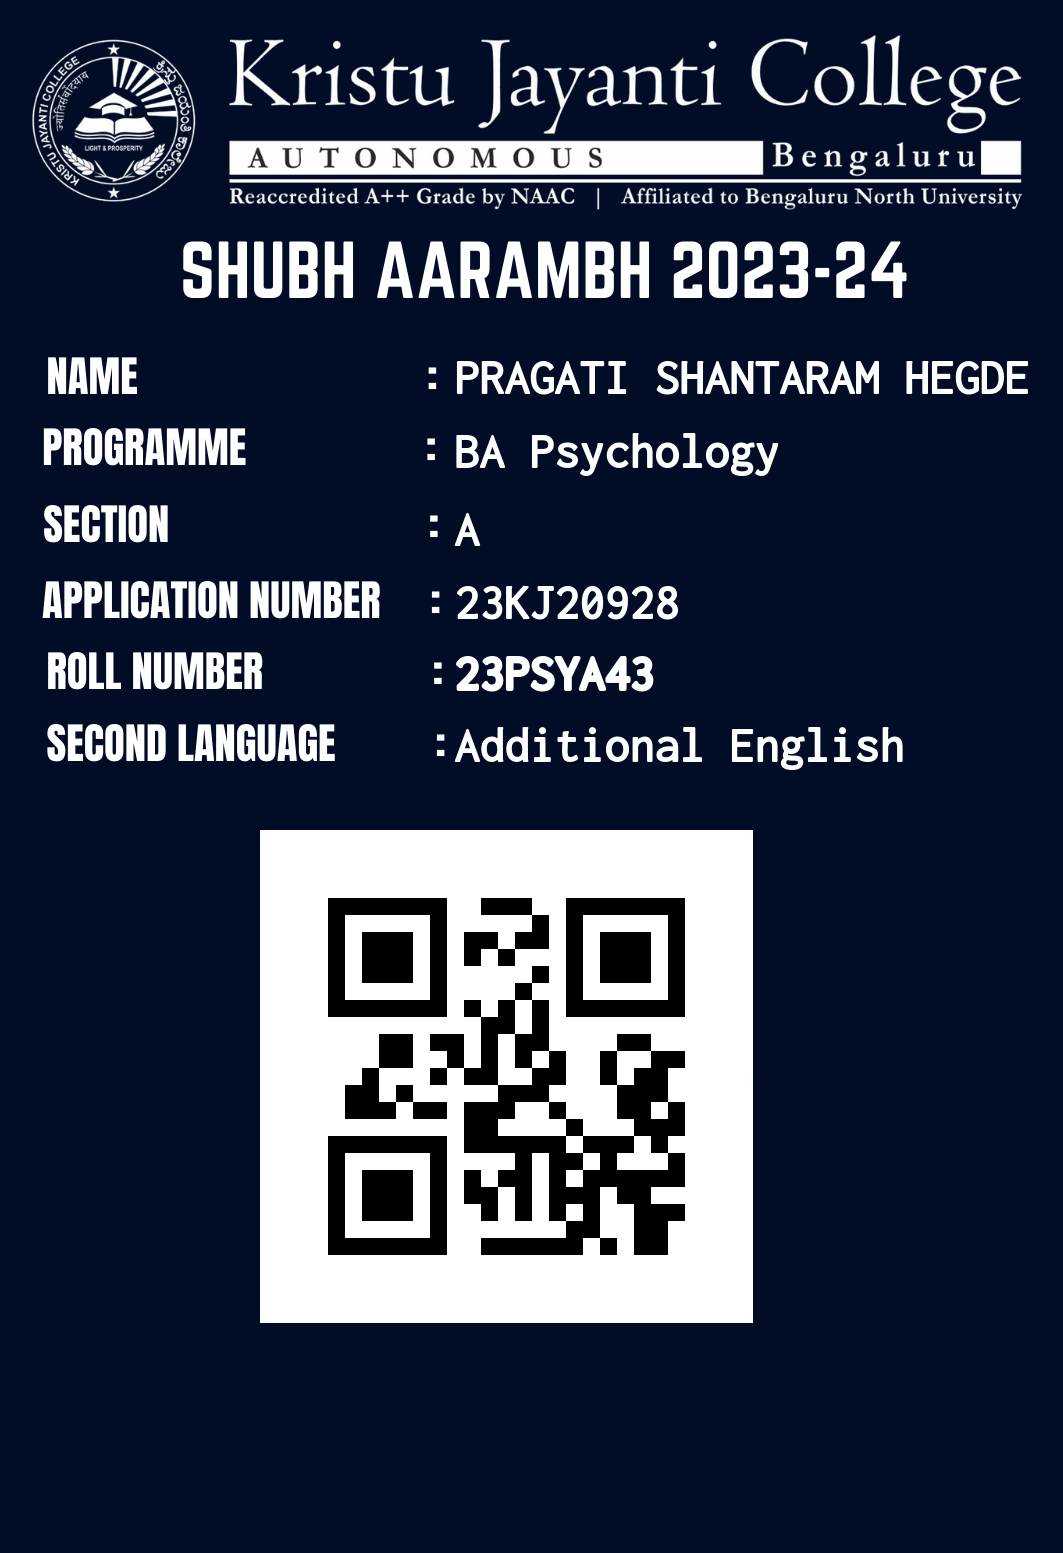 Kristu Jayanti College
AUTONOMOUS Bengaluru
Reaccredited A++ Grade by NAAC | Affiliated to Bengaluru North University
KRISTU JAYANTI COLLEGE
LIGHT & PROSPERITY
SHUBH AARAMBH 2023-24
NAME : PRAGATI SHANTARAM HEGDE
PROGRAMME : BA Psychology
SECTION : A
APPLICATION NUMBER : 23KJ20928
ROLL NUMBER : 23PSYA43
SECOND LANGUAGE : Additional English